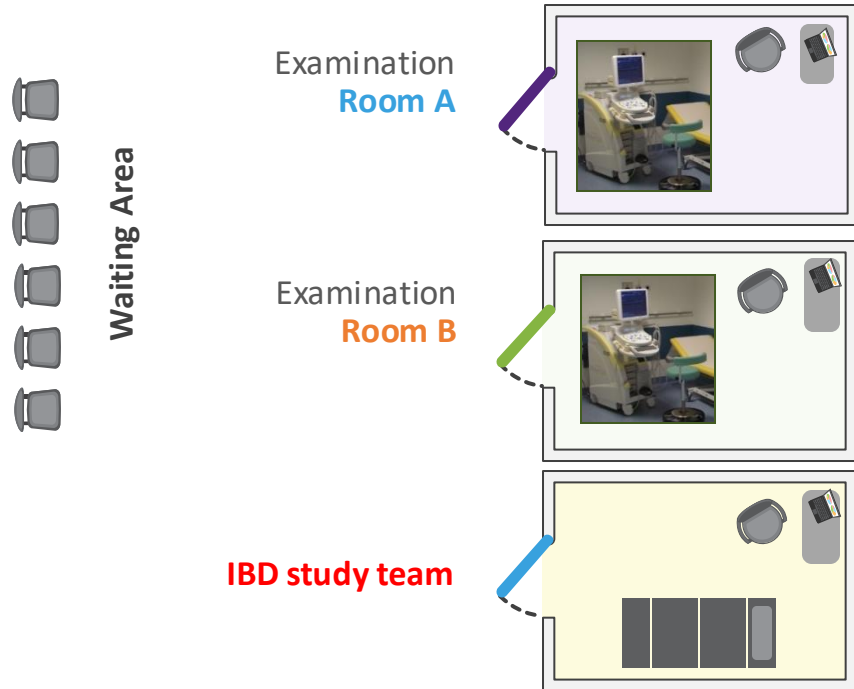 Examination
Room A
Waiting Area
Examination
Room B
IBD study team